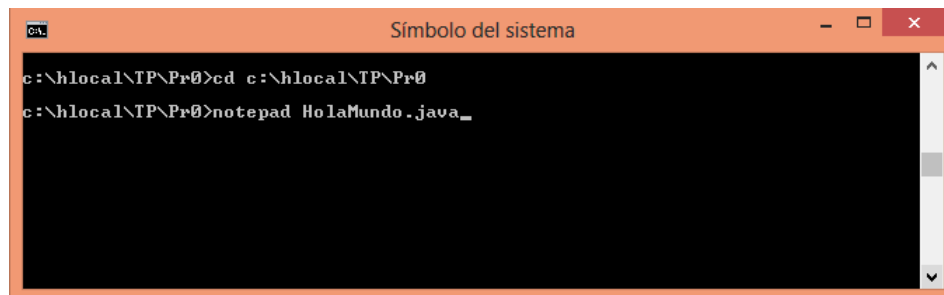 Símbolo del sistema
c:\hlocal\TP\Pr0>cd c:\hlocal\TP\Pr0
c:\hlocal\TP\Pr0>notepad HolaMundo.java_